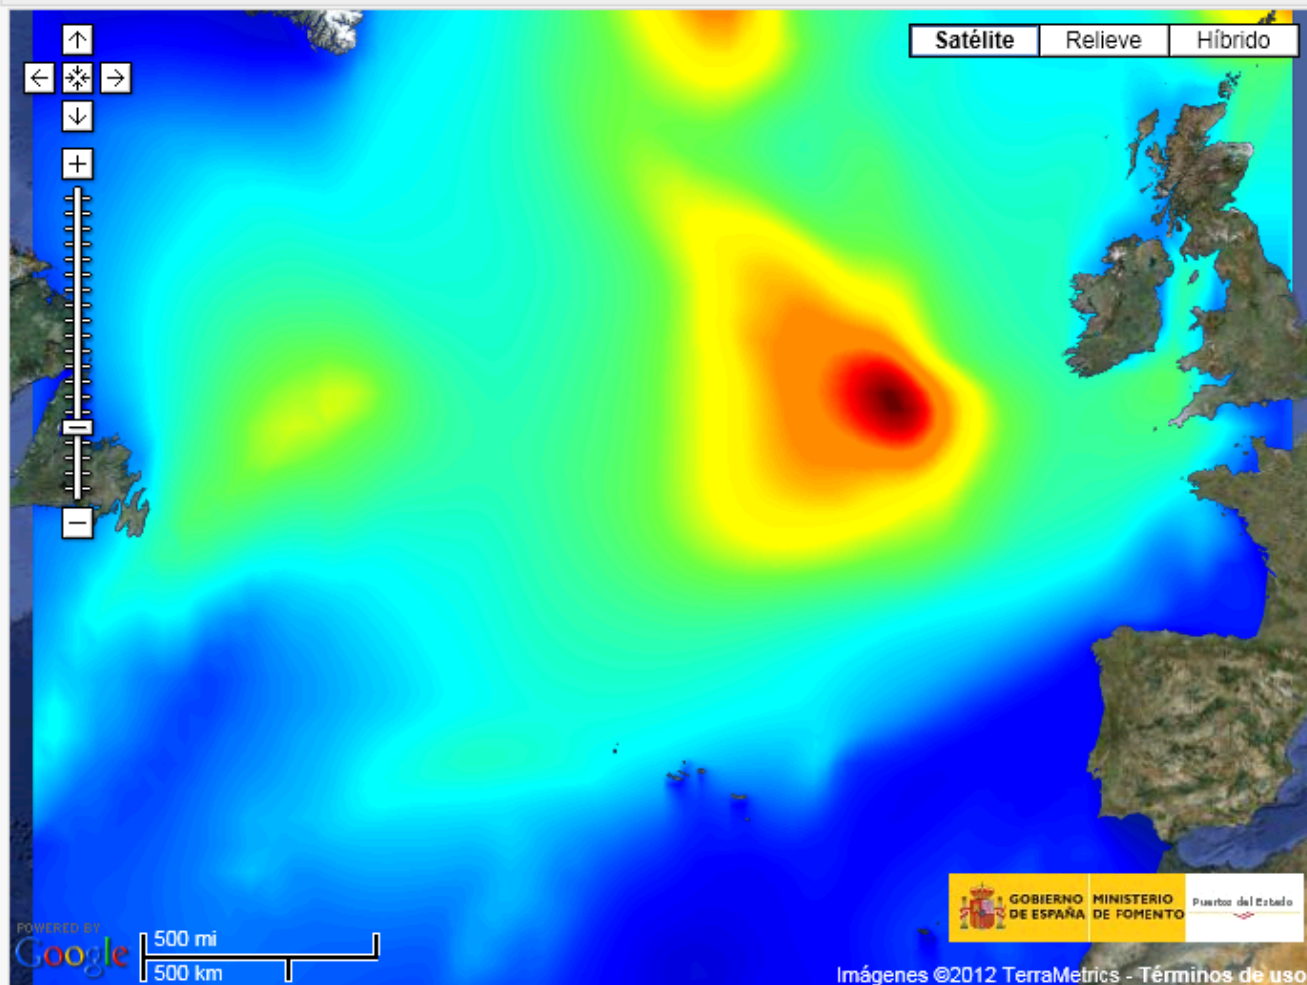 Satélite
Relieve
Híbrido
GOBIERNO
DE ESPAÑA
MINISTERIO
DE FOMENTO
Puertos del Estado
POWERED BY
Google
500 mi
500 km
Imágenes ©2012 TerraMetrics - Términos de uso